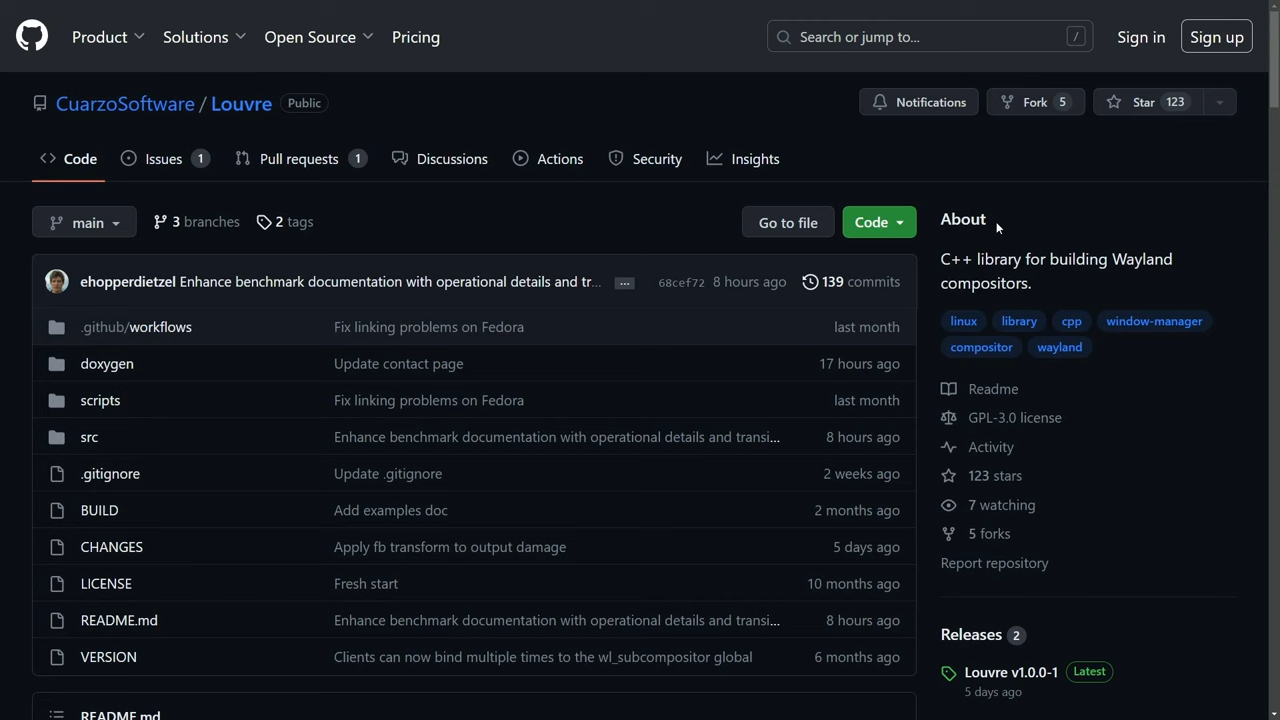 Product Solutions Open Source Pricing Search or jump to... / Sign in Sign up
CuarzoSoftware / Louvre Public Notifications Fork 5 Star 123
Code Issues 1 Pull requests 1 Discussions Actions Security Insights
main 3 branches 2 tags Go to file Code
ehopperdietzel Enhance benchmark documentation with operational details and tr... ... 68cef72 8 hours ago 139 commits
.github/workflows Fix linking problems on Fedora last month
doxygen Update contact page 17 hours ago
scripts Fix linking problems on Fedora last month
src Enhance benchmark documentation with operational details and transi... 8 hours ago
.gitignore Update .gitignore 2 weeks ago
BUILD Add examples doc 2 months ago
CHANGES Apply fb transform to output damage 5 days ago
LICENSE Fresh start 10 months ago
README.md Enhance benchmark documentation with operational details and transi... 8 hours ago
VERSION Clients can now bind multiple times to the wl_subcompositor global 6 months ago
README.md
About
C++ library for building Wayland
compositors.
linux library cpp window-manager
compositor wayland
Readme
GPL-3.0 license
Activity
123 stars
7 watching
5 forks
Report repository
Releases 2
Louvre v1.0.0-1 Latest
5 days ago